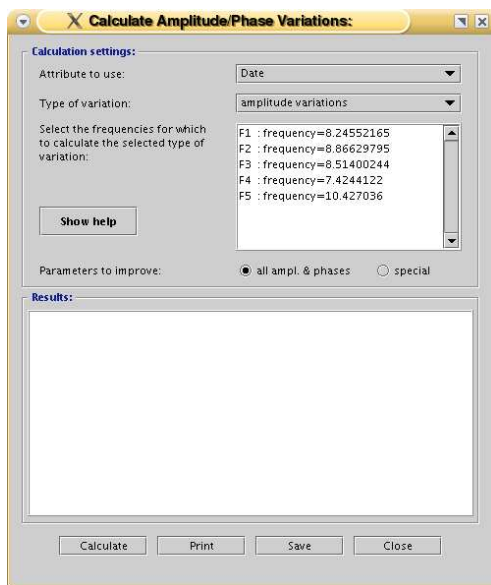 Calculate Amplitude/Phase Variations:
Calculation settings:
Attribute to use:
Date
Type of variation:
amplitude variations
Select the frequencies for which
to calculate the selected type of
variation:
F1 : frequency=8.24552165
F2 : frequency=8.86629795
F3 : frequency=8.51400244
F4 : frequency=7.4244122
F5 : frequency=10.427036
Show help
Parameters to improve:
all ampl. & phases
special
Results:
Calculate
Print
Save
Close